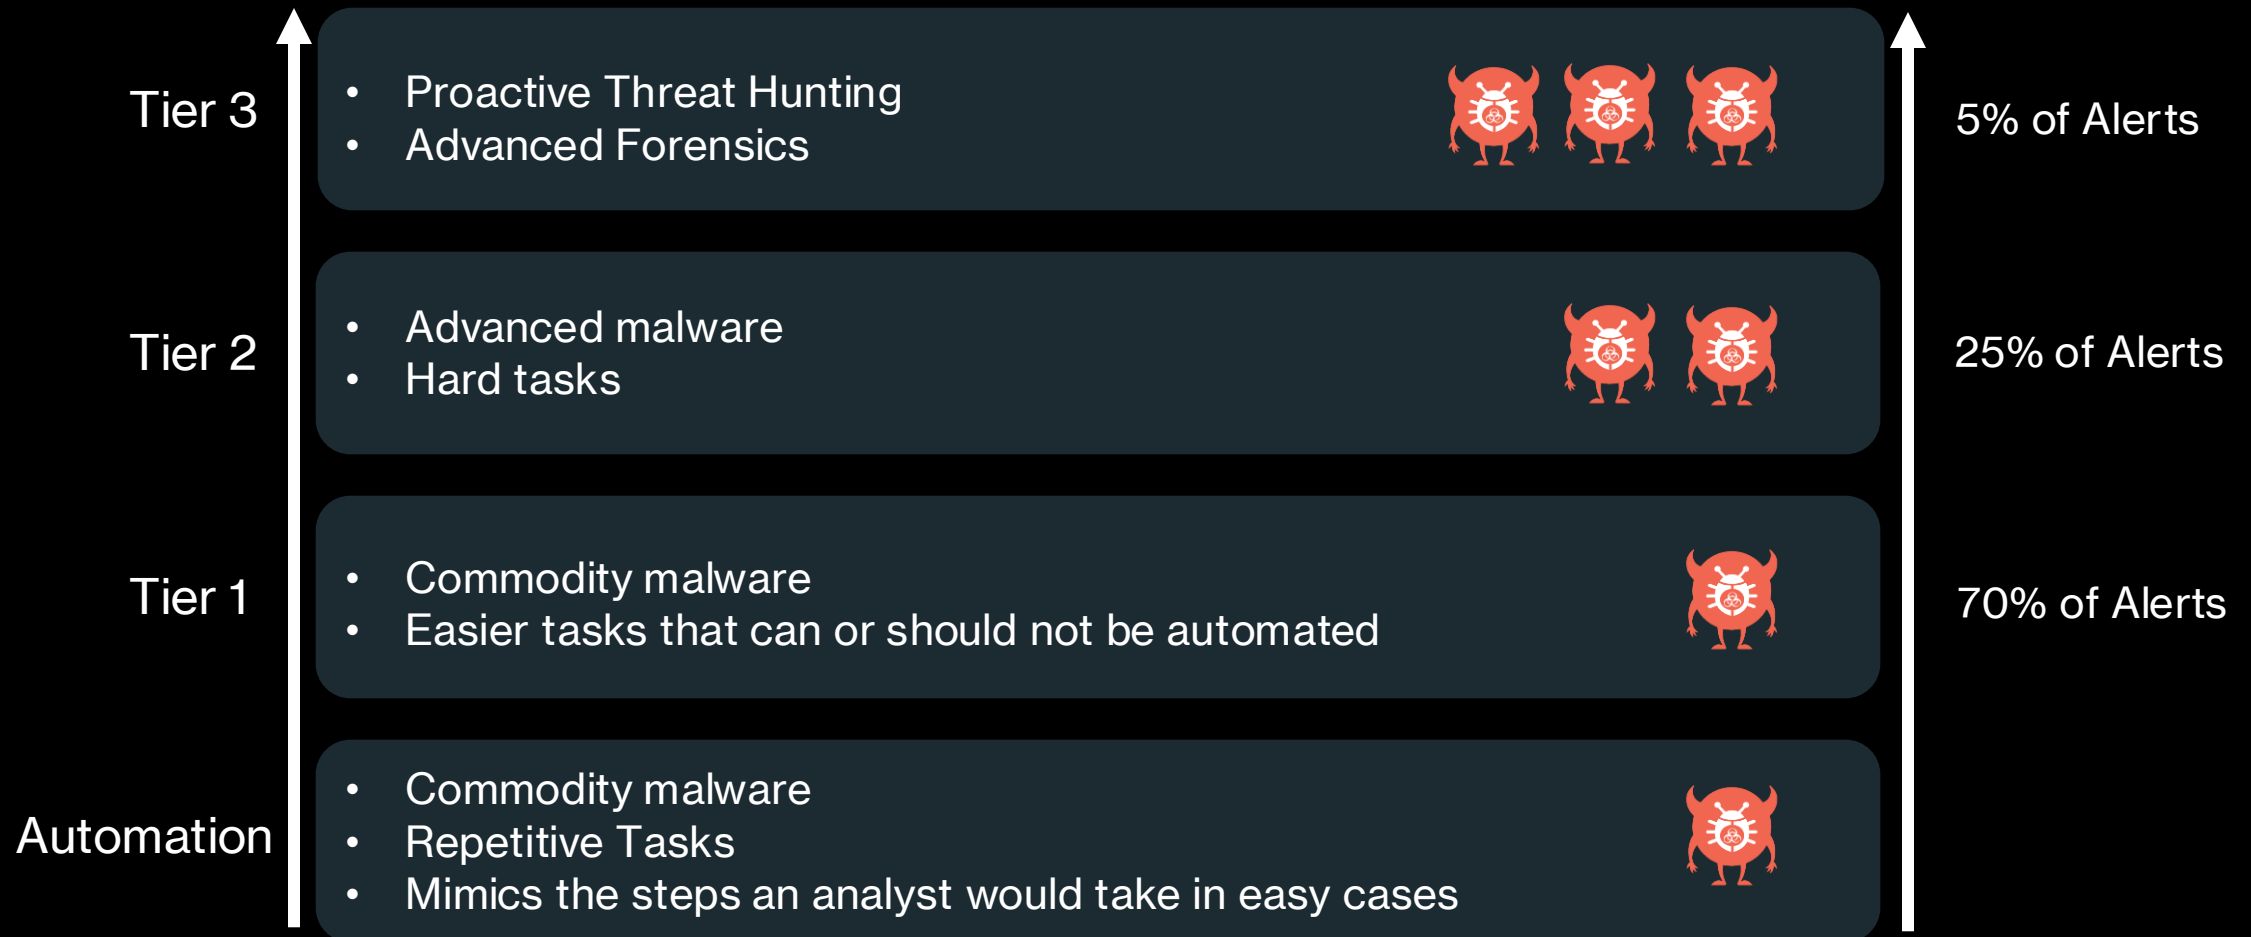 Tier 3
• Proactive Threat Hunting
• Advanced Forensics
5% of Alerts
Tier 2
• Advanced malware
• Hard tasks
25% of Alerts
Tier 1
• Commodity malware
• Easier tasks that can or should not be automated
70% of Alerts
Automation
• Commodity malware
• Repetitive Tasks
• Mimics the steps an analyst would take in easy cases